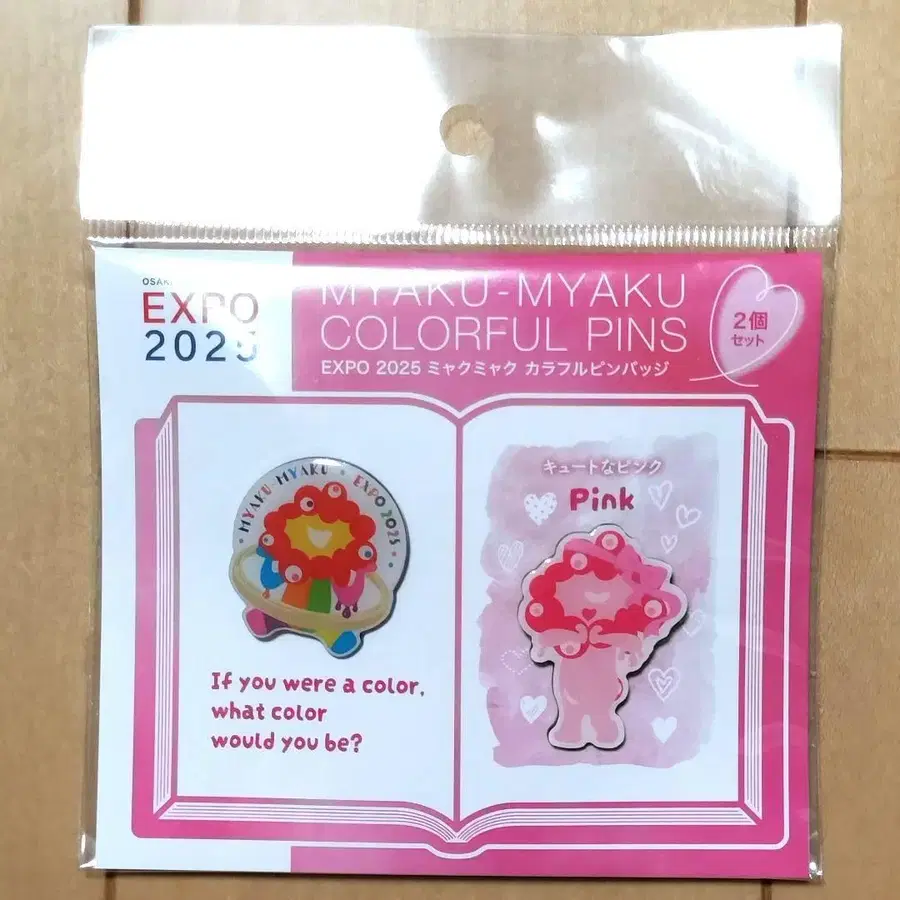 OSAKA
EXPO
2025
MYAKU-MYAKU
COLORFUL PINS
EXPO 2025 ミャクミャク カラフルピンバッジ
2個
セット
•MYAKU-MYAKU • EXPO 2025•
If you were a color,
what color
would you be?
キュートなピンク
Pink